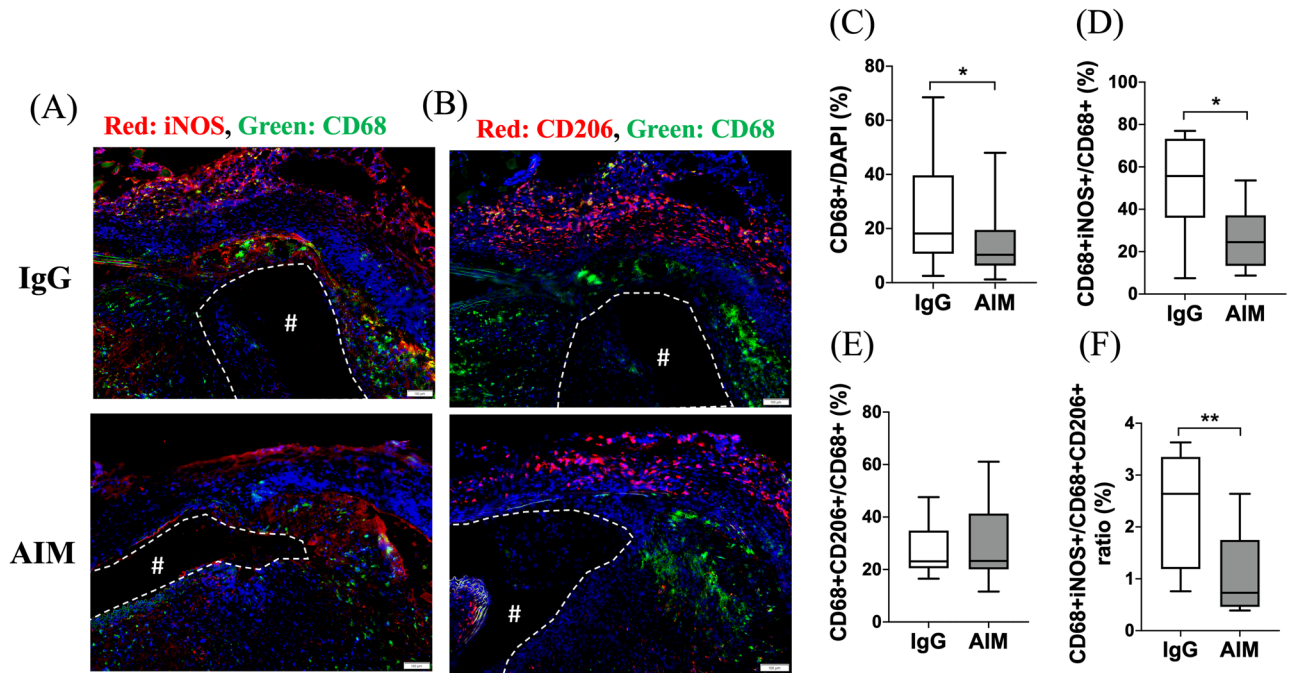 (A)
Red: iNOS, Green: CD68
(B)
Red: CD206, Green: CD68
IgG
#
#
AIM
#
#
(C)
CD68+/DAPI (%)
80
60
40
20
0
*
IgG AIM
(D)
CD68+iNOS+/CD68+ (%)
100
80
60
40
20
0
*
IgG AIM
(E)
CD68+CD206+/CD68+ (%)
80
60
40
20
0
IgG AIM
(F)
CD68+iNOS+/CD68+CD206+
ratio (%)
4
3
2
1
0
**
IgG AIM